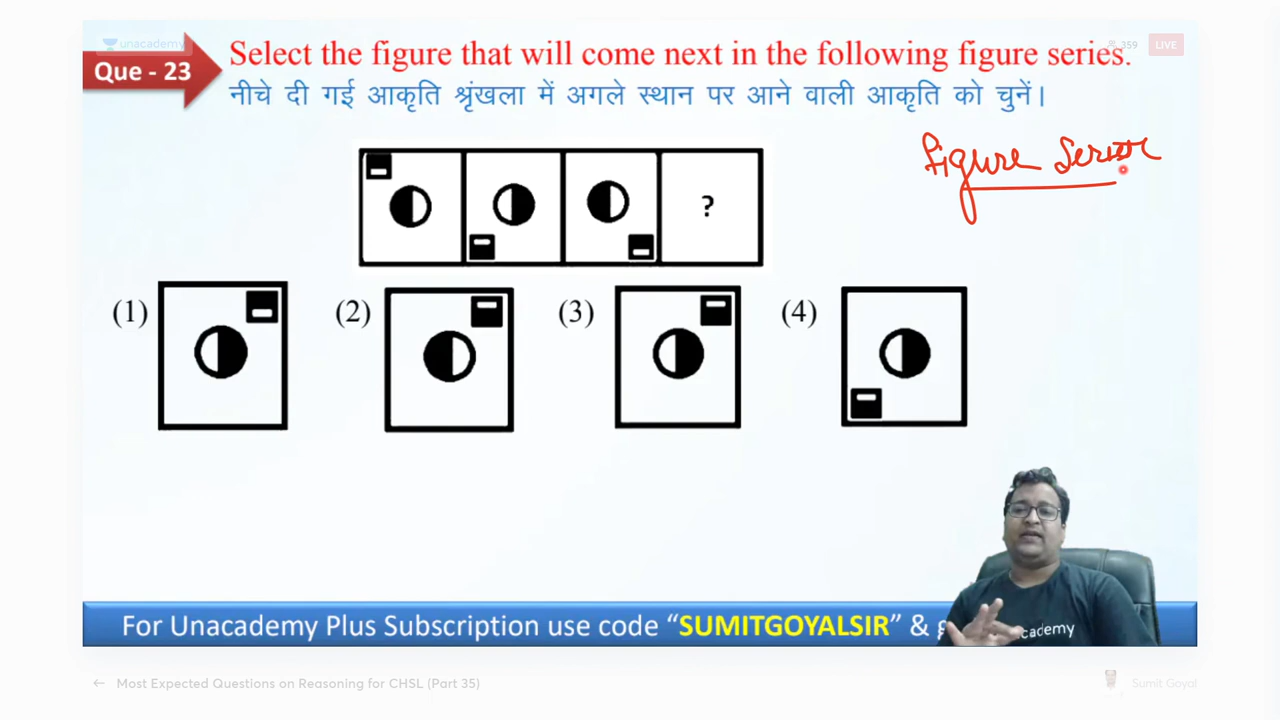 unacademy
359
LIVE
Que - 23
Select the figure that will come next in the following figure series.
नीचे दी गई आकृति श्रृंखला में अगले स्थान पर आने वाली आकृति को चुनें।
Figure
?
(1)
(2)
(3)
(4)
For Unacademy Plus Subscription use code “SUMITGOYALSIR” & g
cademy
← Most Expected Questions on Reasoning for CHSL (Part 35)
Sumit Goyal